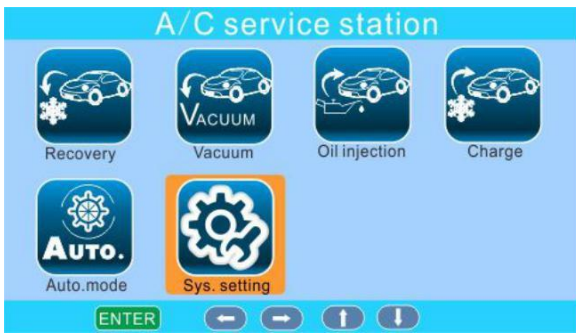 A/C service station
VACUUM
Recovery Vacuum Oil injection Charge
AUTO.
Auto.mode Sys. setting
ENTER